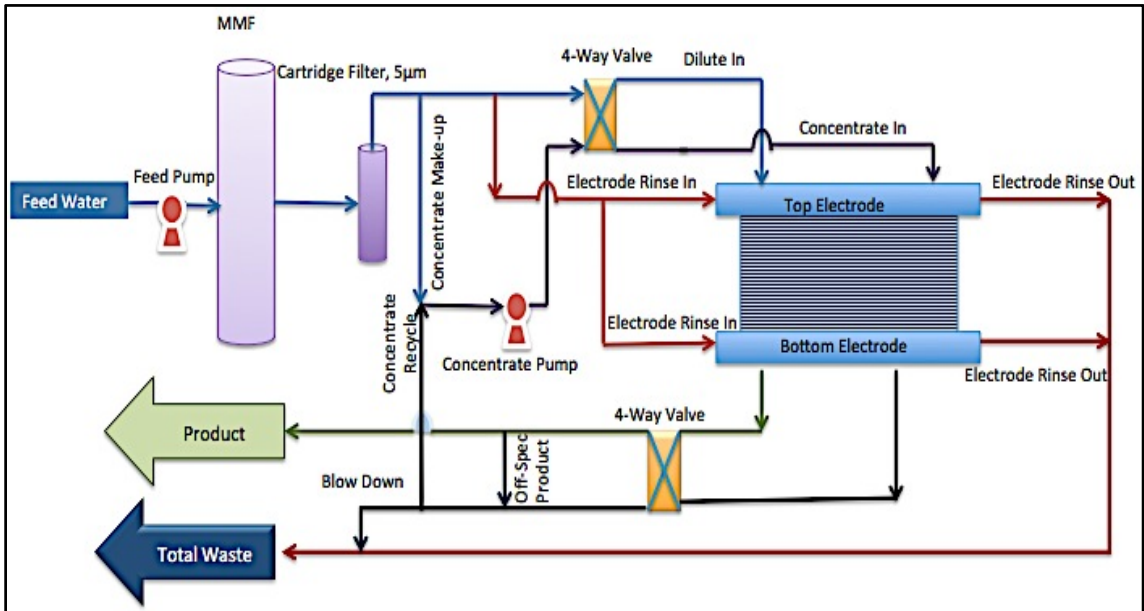 MMF
4-Way Valve
Dilute In
Cartridge Filter, 5µm
Concentrate In
Concentrate Make-up
Feed Pump
Feed Water
Electrode Rinse In
Electrode Rinse Out
Top Electrode
Concentrate
Recycle
Electrode Rinse In
Bottom Electrode
Concentrate Pump
Electrode Rinse Out
4-Way Valve
Product
Off-Spec
Product
Blow Down
Total Waste